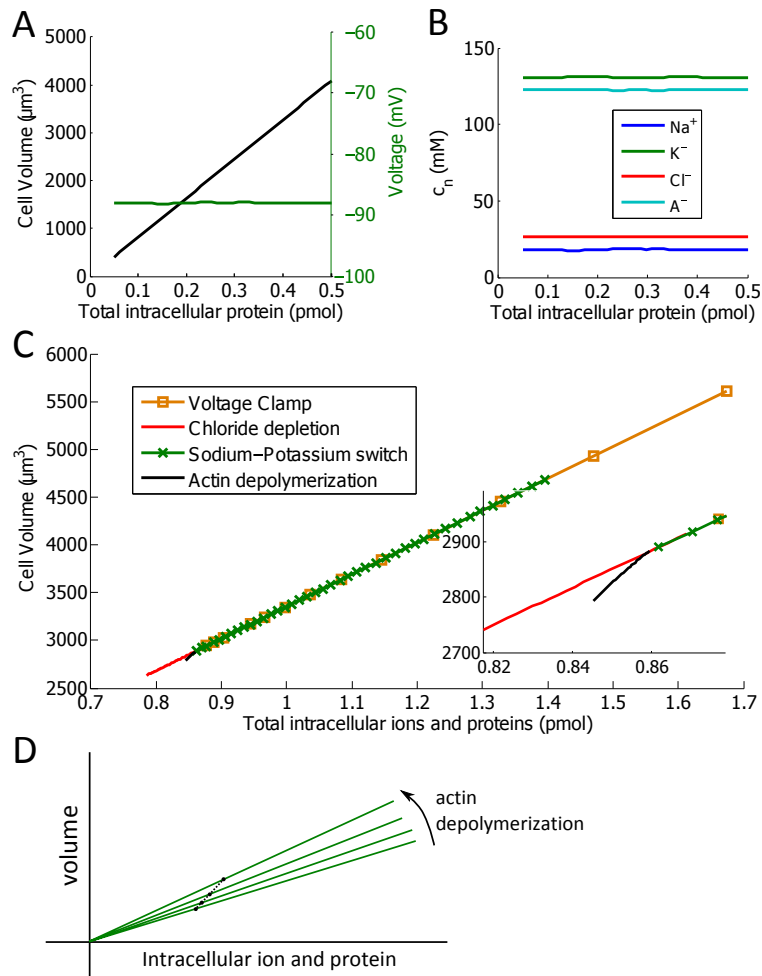 A
Cell Volume (µm³)
5000
4000
3000
2000
1000
0
0
0.1
0.2
0.3
0.4
0.5
Total intracellular protein (pmol)
−60
−70
−80
−90
−100
Voltage (mV)
B
cₙ (mM)
150
100
50
0
Na⁺
K⁻
Cl⁻
A⁻
0
0.1
0.2
0.3
0.4
0.5
Total intracellular protein (pmol)
C
Cell Volume (µm³)
6000
5500
5000
4500
4000
3500
3000
2500
Voltage Clamp
Chloride depletion
Sodium−Potassium switch
Actin depolymerization
2900
2800
2700
0.82
0.84
0.86
0.7
0.8
0.9
1
1.1
1.2
1.3
1.4
1.5
1.6
1.7
Total intracellular ions and proteins (pmol)
D
volume
actin
depolymerization
Intracellular ion and protein